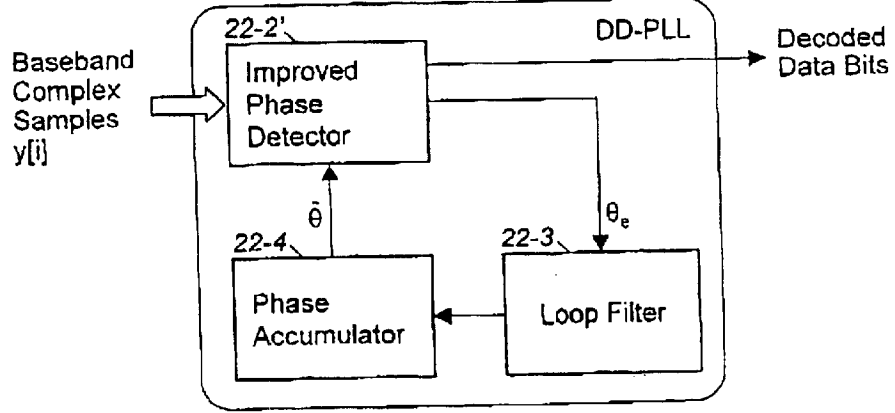 22-2'
DD-PLL
Decoded
Data Bits
Baseband
Complex
Samples
y[i]
Improved
Phase
Detector
θ̄
θe
22-4
22-3
Phase
Accumulator
Loop Filter